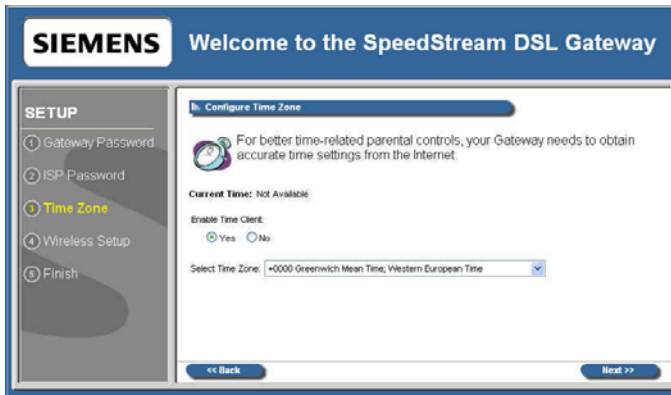 SIEMENS
Welcome to the SpeedStream DSL Gateway
SETUP
1 Gateway Password
2 ISP Password
3 Time Zone
4 Wireless Setup
5 Finish
Configure Time Zone
For better time-related parental controls, your Gateway needs to obtain
accurate time settings from the Internet.
Current Time: Not Available
Enable Time Client:
Yes No
Select Time Zone: +0000 Greenwich Mean Time; Western European Time
<< Back
Next >>